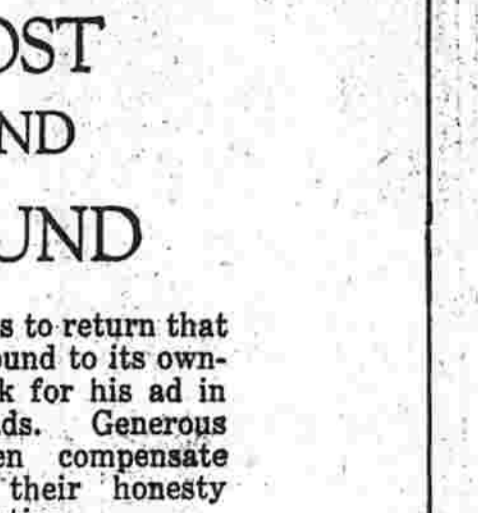 OST
ND
UND
s to return that
ound to its own-
k for his ad in
ds. Generous
en compensate
their honesty